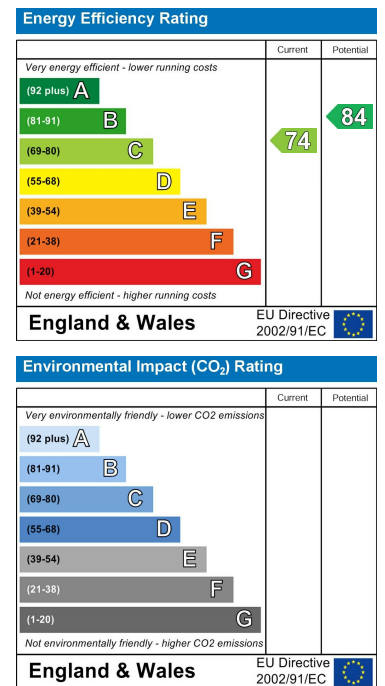 Energy Efficiency Rating
Current Potential
Very energy efficient - lower running costs
(92 plus) A
(81-91) B
84
(69-80) C
74
(55-68) D
(39-54) E
(21-38) F
(1-20) G
Not energy efficient - higher running costs
England & Wales
EU Directive
2002/91/EC
Environmental Impact (CO₂) Rating
Current Potential
Very environmentally friendly - lower CO2 emissions
(92 plus) A
(81-91) B
(69-80) C
(55-68) D
(39-54) E
(21-38) F
(1-20) G
Not environmentally friendly - higher CO2 emissions
England & Wales
EU Directive
2002/91/EC